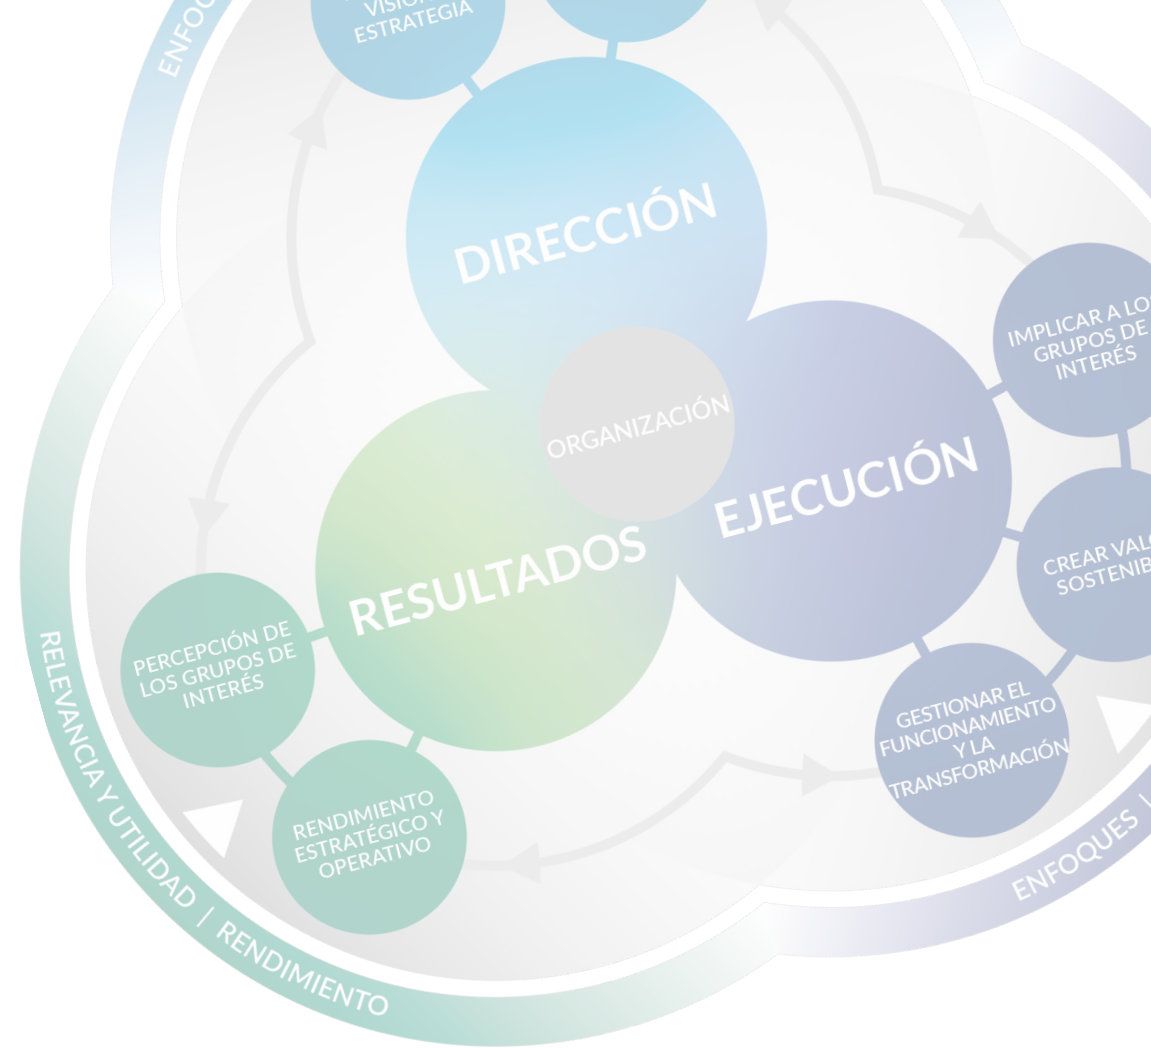 ESTRATEGIA
DIRECCIÓN
IMPLICAR A
GRUPOS DE
INTERÉS
ORGANIZACIÓN
EJECUCIÓN
CREAR
RESULTADOS
PERCEPCIÓN DE
LOS GRUPOS DE
INTERÉS
GESTIONAR EL
FUNCIONAMIENTO
Y LA
TRANSFORMACIÓN
RENDIMIENTO
ESTRATÉGICO Y
OPERATIVO
RELEVANCIA Y UTILIDAD | RENDIMIENTO
ENFOQUES |